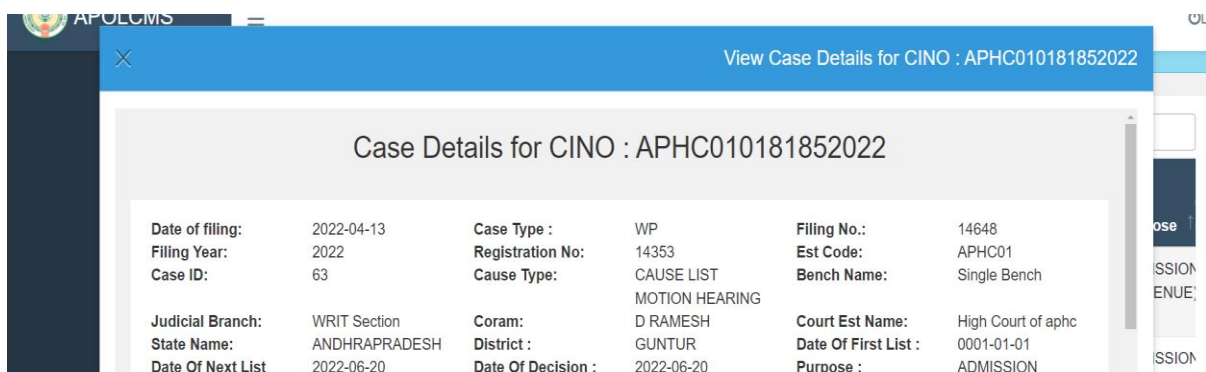 APOLCMS
View Case Details for CINO : APHC010181852022
Case Details for CINO : APHC010181852022
Date of filing: 2022-04-13 Case Type : WP Filing No.: 14648
Filing Year: 2022 Registration No: 14353 Est Code: APHC01
Case ID: 63 Cause Type: CAUSE LIST Bench Name: Single Bench
MOTION HEARING
Judicial Branch: WRIT Section Coram: D RAMESH Court Est Name: High Court of aphc
State Name: ANDHRAPRADESH District : GUNTUR Date Of First List : 0001-01-01
Date Of Next List 2022-06-20 Date Of Decision : 2022-06-20 Purpose : ADMISSION